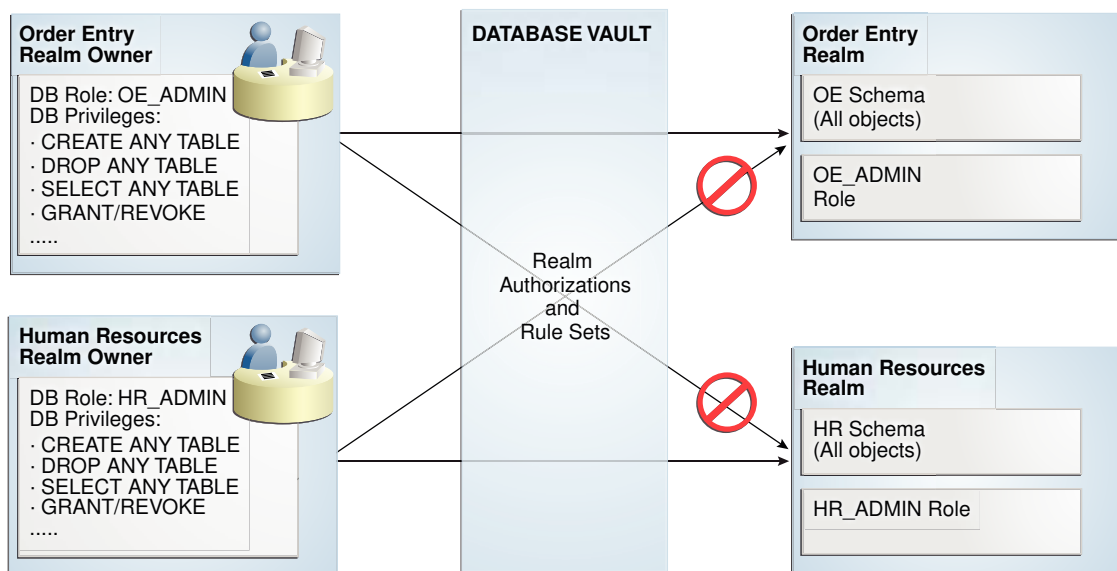 Order Entry
Realm Owner
DB Role: OE_ADMIN
DB Privileges:
· CREATE ANY TABLE
· DROP ANY TABLE
· SELECT ANY TABLE
· GRANT/REVOKE
.....
Human Resources
Realm Owner
DB Role: HR_ADMIN
DB Privileges:
· CREATE ANY TABLE
· DROP ANY TABLE
· SELECT ANY TABLE
· GRANT/REVOKE
.....
DATABASE VAULT
Realm
Authorizations
and
Rule Sets
Order Entry
Realm
OE Schema
(All objects)
OE_ADMIN
Role
Human Resources
Realm
HR Schema
(All objects)
HR_ADMIN Role